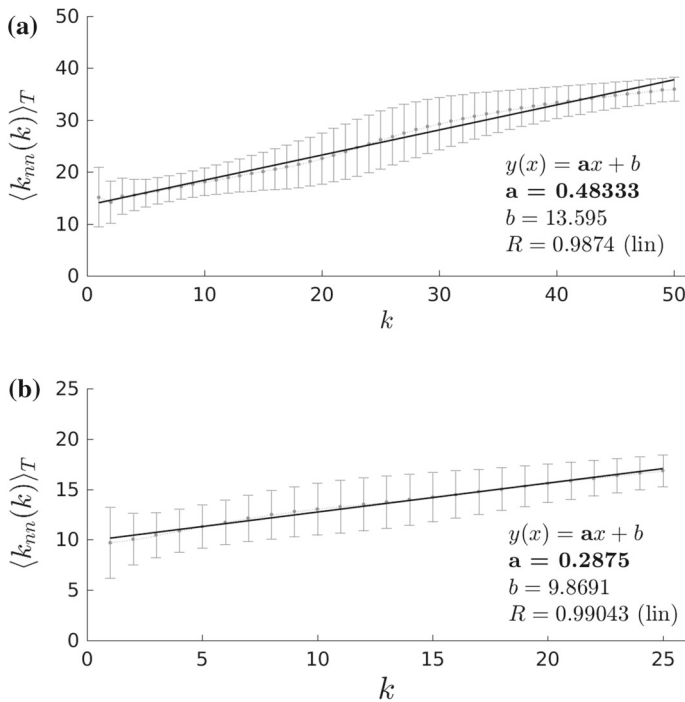 (a)
50
40
30
20
10
0
⟨k_{nn}(k)⟩_T
y(x) = ax + b
a = 0.48333
b = 13.595
R = 0.9874 (lin)
0 10 20 30 40 50
k
(b)
25
20
15
10
5
0
⟨k_{nn}(k)⟩_T
y(x) = ax + b
a = 0.2875
b = 9.8691
R = 0.99043 (lin)
0 5 10 15 20 25
k